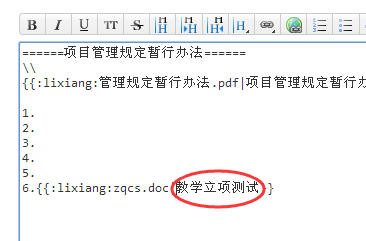 B I U TT S H H H H
======项目管理规定暂行办法======
\\
{{:lixiang:管理规定暂行办法.pdf|项目管理规定暂行办
1.
2.
3.
4.
5.
6.{{:lixiang:zqcs.doc|教学立项测试}}